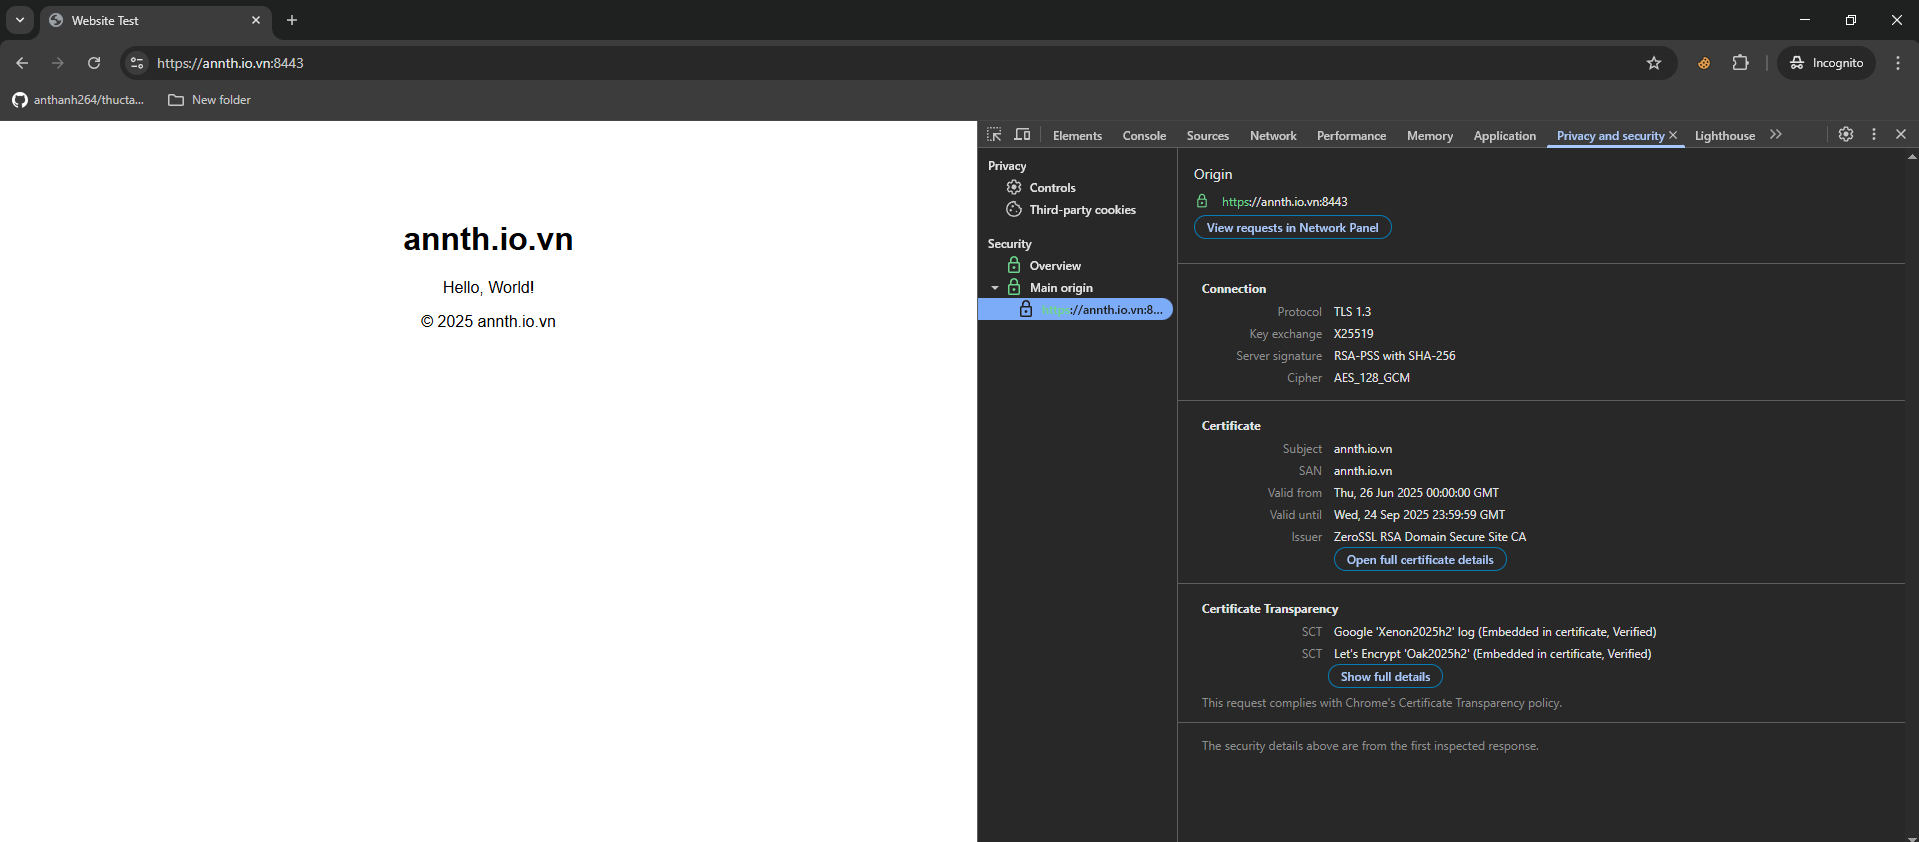 Website Test
https://annth.io.vn:8443
Incognito
anthanh264/thucta...
New folder
annth.io.vn
Hello, World!
© 2025 annth.io.vn
Elements Console Sources Network Performance Memory Application Privacy and security Lighthouse
Privacy
Controls
Third-party cookies
Security
Overview
Main origin
https://annth.io.vn:8...
Origin
https://annth.io.vn:8443
View requests in Network Panel
Connection
Protocol TLS 1.3
Key exchange X25519
Server signature RSA-PSS with SHA-256
Cipher AES_128_GCM
Certificate
Subject annth.io.vn
SAN annth.io.vn
Valid from Thu, 26 Jun 2025 00:00:00 GMT
Valid until Wed, 24 Sep 2025 23:59:59 GMT
Issuer ZeroSSL RSA Domain Secure Site CA
Open full certificate details
Certificate Transparency
SCT Google 'Xenon2025h2' log (Embedded in certificate, Verified)
SCT Let's Encrypt 'Oak2025h2' (Embedded in certificate, Verified)
Show full details
This request complies with Chrome's Certificate Transparency policy.
The security details above are from the first inspected response.